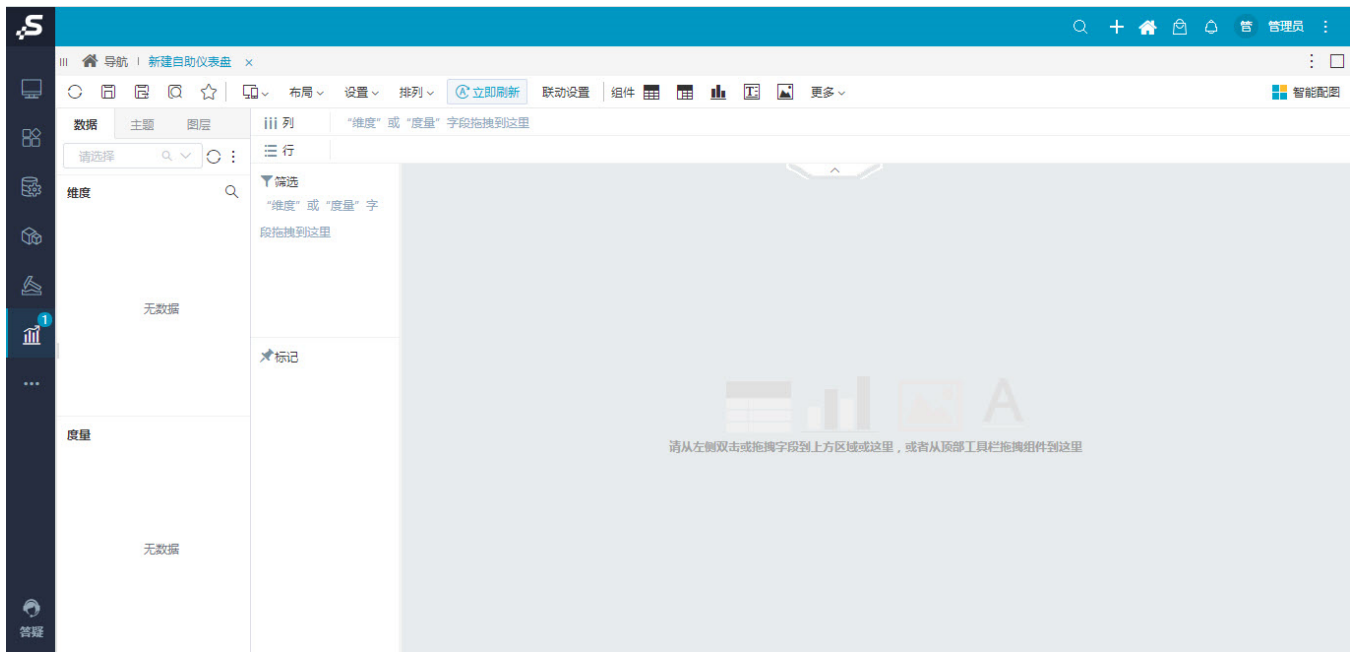 S
管 管理员
导航 新建自助仪表盘 ×
布局 设置 排列 立即刷新 联动设置 组件 更多 智能配图
数据 主题 图层
列 “维度”或“度量”字段拖拽到这里
请选择
行
维度
筛选
“维度”或“度量”字
段拖拽到这里
无数据
1
标记
度量
A
请从左侧双击或拖拽字段到上方区域或这里，或者从顶部工具栏拖拽组件到这里
无数据
答疑